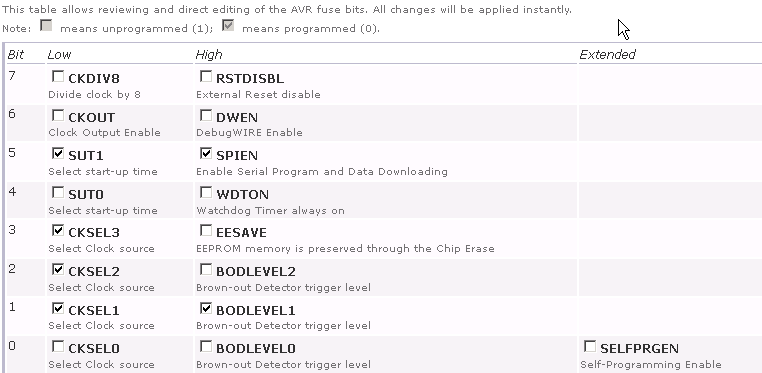 This table allows reviewing and direct editing of the AVR fuse bits. All changes will be applied instantly.
Note: means unprogrammed (1); means programmed (0).
Bit Low High Extended
7 CKDIV8 RSTDISBL
Divide clock by 8 External Reset disable
6 CKOUT DWEN
Clock Output Enable DebugWIRE Enable
5 SUT1 SPIEN
Select start-up time Enable Serial Program and Data Downloading
4 SUT0 WDTON
Select start-up time Watchdog Timer always on
3 CKSEL3 EESAVE
Select Clock source EEPROM memory is preserved through the Chip Erase
2 CKSEL2 BODLEVEL2
Select Clock source Brown-out Detector trigger level
1 CKSEL1 BODLEVEL1
Select Clock source Brown-out Detector trigger level
0 CKSEL0 BODLEVEL0 SELFPRGEN
Select Clock source Brown-out Detector trigger level Self-Programming Enable